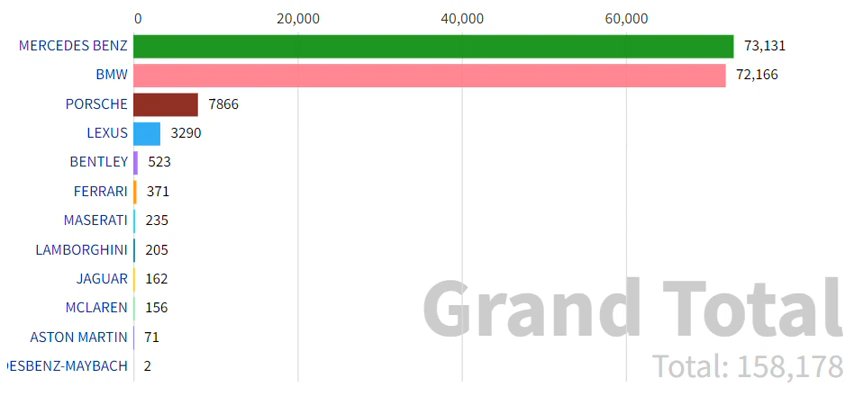 0 20,000 40,000 60,000
MERCEDES BENZ 73,131
BMW 72,166
PORSCHE 7866
LEXUS 3290
BENTLEY 523
FERRARI 371
MASERATI 235
LAMBORGHINI 205
JAGUAR 162
MCLAREN 156
Grand Total
ASTON MARTIN 71
DESBENZ-MAYBACH 2
Total: 158,178